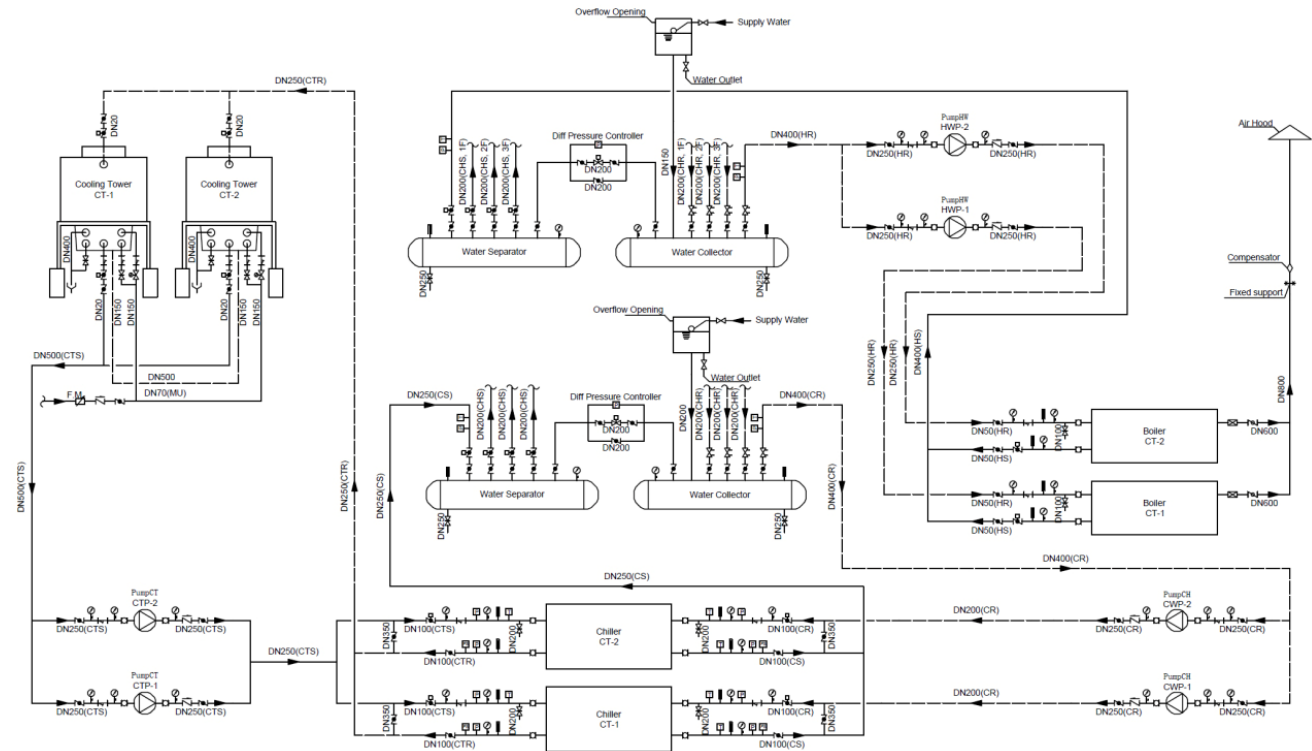 Overflow Opening
Supply Water
Water Outlet
DN250(CTR)
DN20
DN20
Cooling Tower
CT-1
Cooling Tower
CT-2
DN400
DN400
DN20
DN150
DN150
DN20
DN150
DN150
DN500(CTS)
DN500
DN70(MU)
F.M.
Diff Pressure Controller
DN200
DN200
DN200(CHS, 1F)
DN200(CHS, 2F)
DN200(CHS, 3F)
DN150
DN200(CHR, 1F)
DN200(CHR, 2F)
DN200(CHR, 3F)
Water Separator
Water Collector
DN250
DN250
DN400(HR)
PumpHW
HWP-2
DN250(HR)
DN250(HR)
PumpHW
HWP-1
DN250(HR)
DN250(HR)
Air Hood
Compensator
Fixed support
Overflow Opening
Supply Water
Water Outlet
DN250(CS)
DN200(CHS)
DN200(CHS)
DN200(CHS)
Diff Pressure Controller
DN200
DN200
DN200
DN200(CHR)
DN200(CHR)
DN200(CHR)
DN400(CR)
Water Separator
Water Collector
DN250
DN250
DN250(HR)
DN250(HR)
DN400(HS)
DN800
DN50(HR)
DN100
DN50(HS)
Boiler
CT-2
DN600
DN50(HR)
DN100
DN50(HS)
Boiler
CT-1
DN600
DN500(CTS)
DN250(CTR)
DN250(CS)
DN400(CR)
DN400(CR)
DN250(CS)
PumpCT
CTP-2
DN250(CTS)
DN250(CTS)
DN250(CTS)
PumpCT
CTP-1
DN250(CTS)
DN250(CTS)
DN350
DN100(CTS)
DN200
DN100(CTR)
Chiller
CT-2
DN200
DN100(CR)
DN350
DN100(CS)
DN200(CR)
PumpCH
CWP-2
DN250(CR)
DN250(CR)
DN350
DN100(CTS)
DN200
DN100(CTR)
Chiller
CT-1
DN200
DN100(CR)
DN350
DN100(CS)
DN200(CR)
PumpCH
CWP-1
DN250(CR)
DN250(CR)